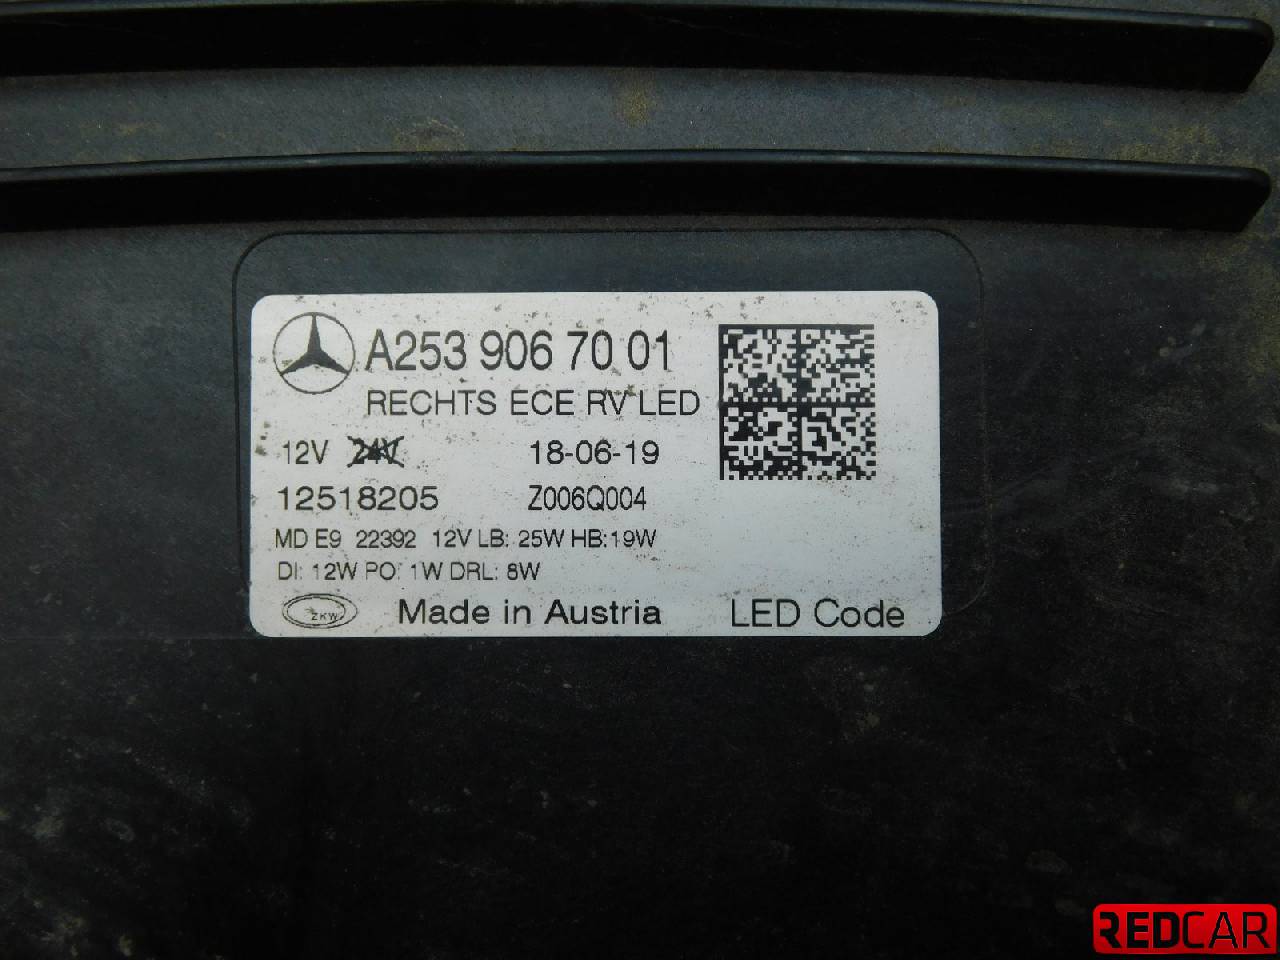 A253 906 70 01
RECHTS ECE RV LED
12V 24V 18-06-19
12518205 Z006Q004
MD E9 22392 12V LB: 25W HB:19W
DI: 12W PO: 1W DRL: 8W
ZKW Made in Austria LED Code
REDCAR